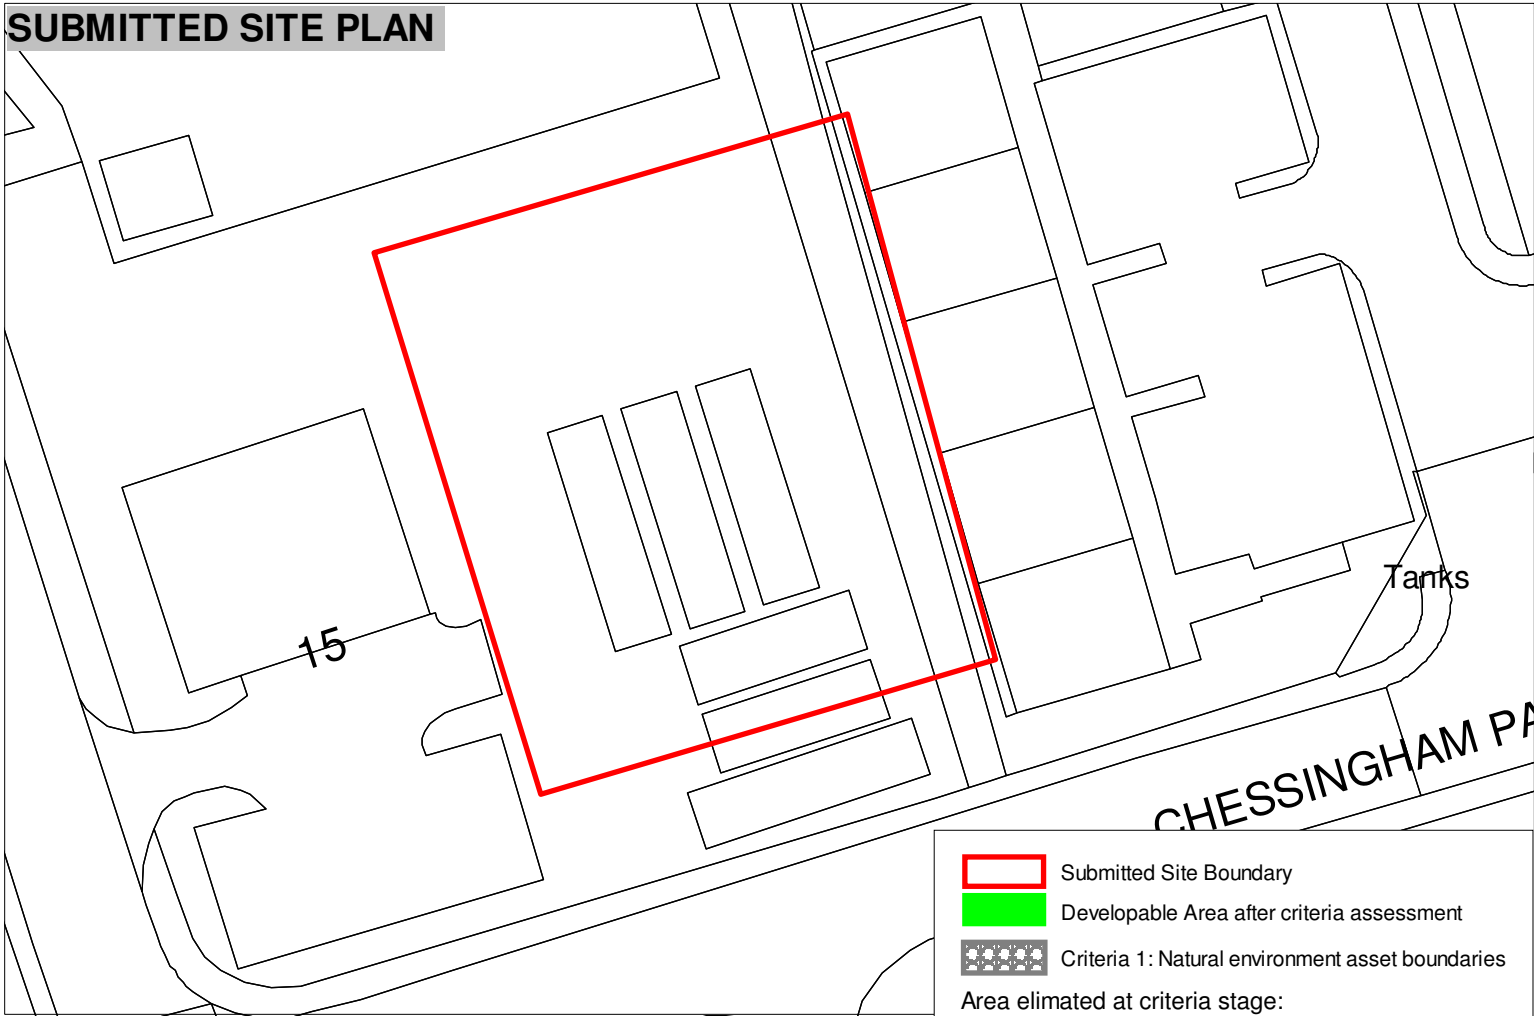 SUBMITTED SITE PLAN
15
Tanks
CHESSINGHAM PA
Submitted Site Boundary
Developable Area after criteria assessment
Criteria 1: Natural environment asset boundaries
Area elimated at criteria stage: